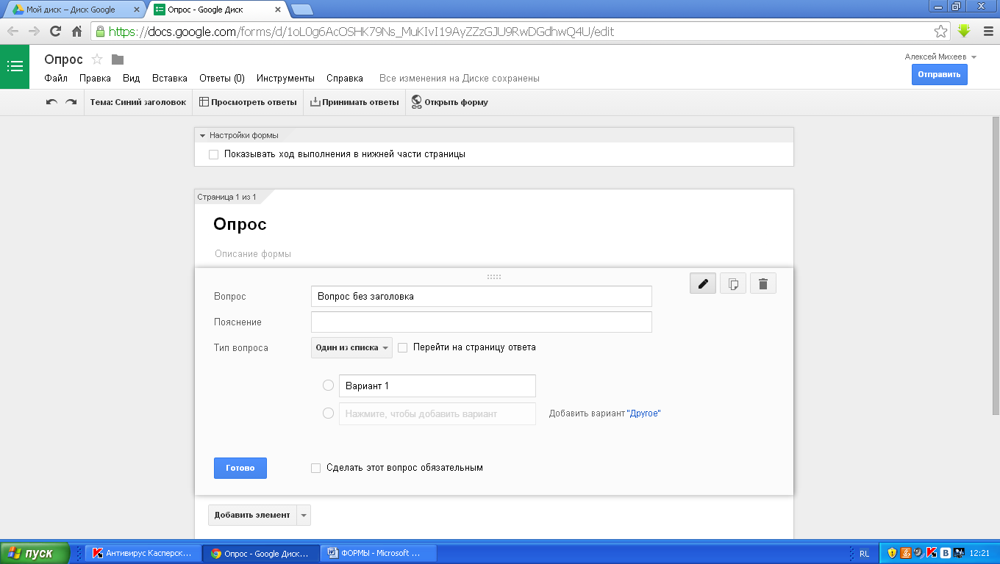 Мой диск – Диск Google
Опрос - Google Диск
https://docs.google.com/forms/d/1oL0g6AcOSHK79Ns_MuKIvI19AyZZzGJU9RwDGdhwQ4U/edit
Опрос
Алексей Михеев
Файл Правка Вид Вставка Ответы (0) Инструменты Справка Все изменения на Диске сохранены
Отправить
Тема: Синий заголовок Просмотреть ответы Принимать ответы Открыть форму
Настройки формы
Показывать ход выполнения в нижней части страницы
Страница 1 из 1
Опрос
Описание формы
Вопрос Вопрос без заголовка
Пояснение
Тип вопроса Один из списка Перейти на страницу ответа
Вариант 1
Нажмите, чтобы добавить вариант Добавить вариант "Другое"
Готово Сделать этот вопрос обязательным
Добавить элемент
пуск Антивирус Касперск... Опрос - Google Диск... ФОРМЫ - Microsoft ... RL 12:21